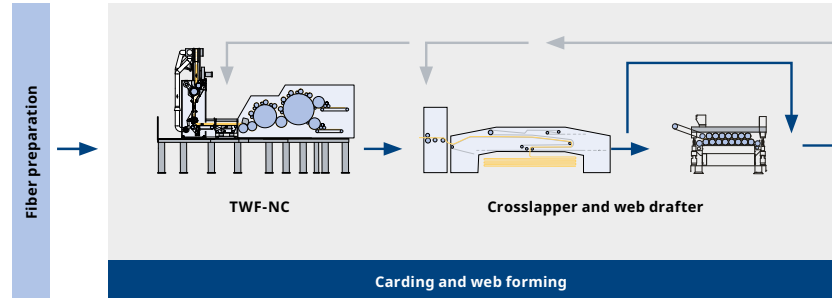 Fiber preparation
TWF-NC
Crosslapper and web drafter
Carding and web forming